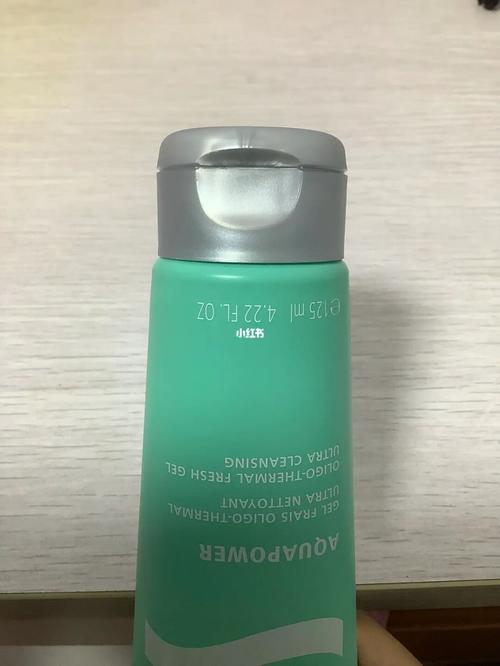 AQUAPOWER
GEL FRAIS OLIGO-THERMAL
ULTRA NETTOYANT
OLIGO-THERMAL FRESH GEL
ULTRA CLEANSING
℮125 ml 4.22 FL. OZ
小红书